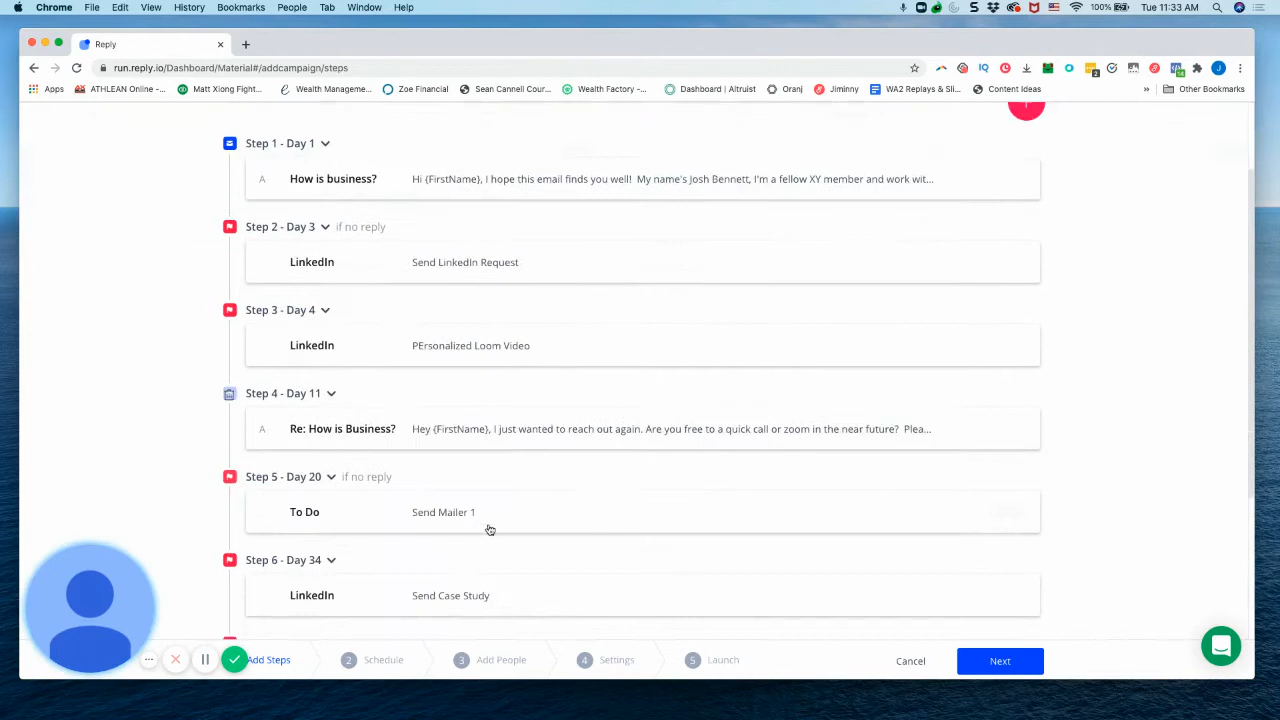 Chrome File Edit View History Bookmarks People Tab Window Help 100% Tue 11:33 AM
Reply
run.reply.io/Dashboard/Material#/addcampaign/steps
Apps ATHLEAN Online -... Matt Xiong Fight... Wealth Manageme... Zoe Financial Sean Cannell Cour... Wealth Factory -... Dashboard | Altruist Oranj Jiminny WA2 Replays & Sli... Content Ideas » Other Bookmarks
Step 1 - Day 1
A How is business? Hi {FirstName}, I hope this email finds you well! My name's Josh Bennett, I'm a fellow XY member and work wit...
Step 2 - Day 3 if no reply
LinkedIn Send LinkedIn Request
Step 3 - Day 4
LinkedIn PErsonalized Loom Video
Step 4 - Day 11
A Re: How is Business? Hey {FirstName}, I just wanted to reach out again. Are you free to a quick call or zoom in the near future? Plea...
Step 5 - Day 20 if no reply
To Do Send Mailer 1
Step 6 - Day 34
LinkedIn Send Case Study
Add Steps 2 Schedule 3 Add People 4 Settings 5 Launch Cancel Next